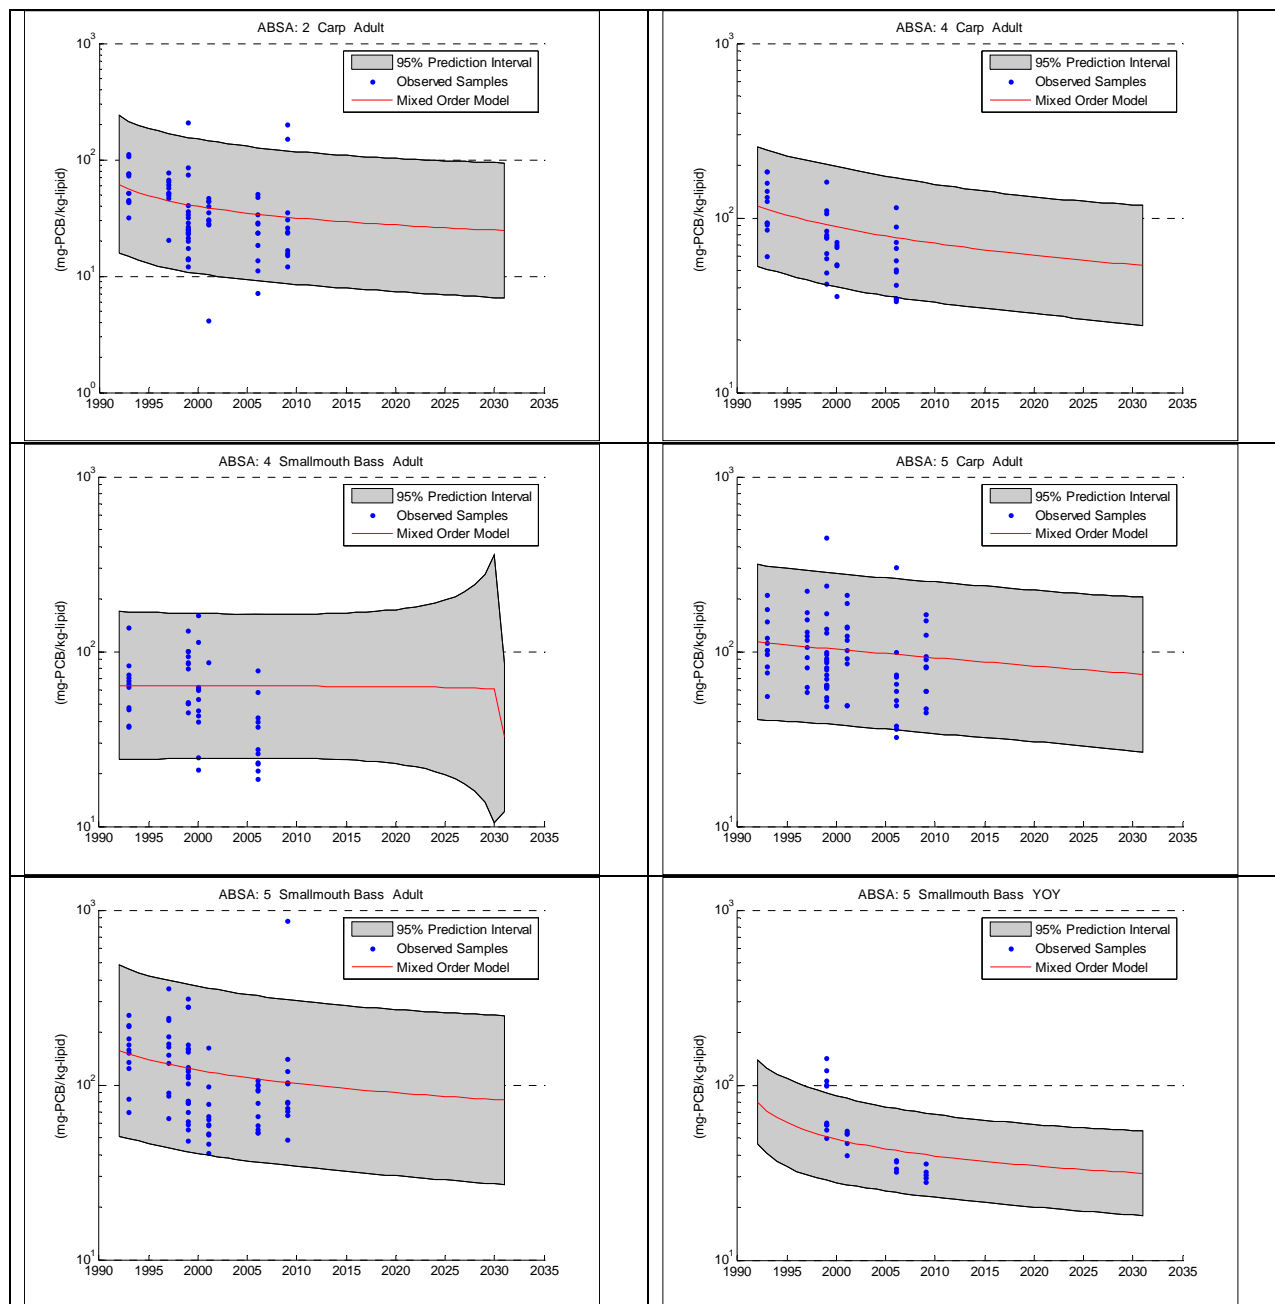 ABSA: 2 Carp Adult
10^3
95% Prediction Interval
Observed Samples
Mixed Order Model
10^2
(mg-PCB/kg-lipid)
10^1
10^0
1990 1995 2000 2005 2010 2015 2020 2025 2030 2035
ABSA: 4 Carp Adult
10^3
95% Prediction Interval
Observed Samples
Mixed Order Model
(mg-PCB/kg-lipid)
10^2
10^1
1990 1995 2000 2005 2010 2015 2020 2025 2030 2035
ABSA: 4 Smallmouth Bass Adult
10^3
95% Prediction Interval
Observed Samples
Mixed Order Model
(mg-PCB/kg-lipid)
10^2
10^1
1990 1995 2000 2005 2010 2015 2020 2025 2030 2035
ABSA: 5 Carp Adult
10^3
95% Prediction Interval
Observed Samples
Mixed Order Model
(mg-PCB/kg-lipid)
10^2
10^1
1990 1995 2000 2005 2010 2015 2020 2025 2030 2035
ABSA: 5 Smallmouth Bass Adult
10^3
95% Prediction Interval
Observed Samples
Mixed Order Model
(mg-PCB/kg-lipid)
10^2
10^1
1990 1995 2000 2005 2010 2015 2020 2025 2030 2035
ABSA: 5 Smallmouth Bass YOY
10^3
95% Prediction Interval
Observed Samples
Mixed Order Model
(mg-PCB/kg-lipid)
10^2
10^1
1990 1995 2000 2005 2010 2015 2020 2025 2030 2035